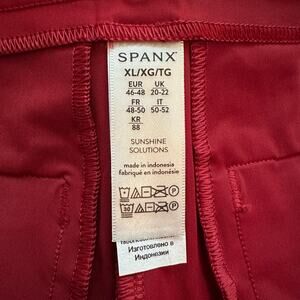 SPANX
XL/XG/TG
EUR UK
46-48 20-22
FR IT
48-50 50-52
KR
88
SUNSHINE
SOLUTIONS
made in indonesia
fabriqué en indonésie
Изготовлено в
Индонезии